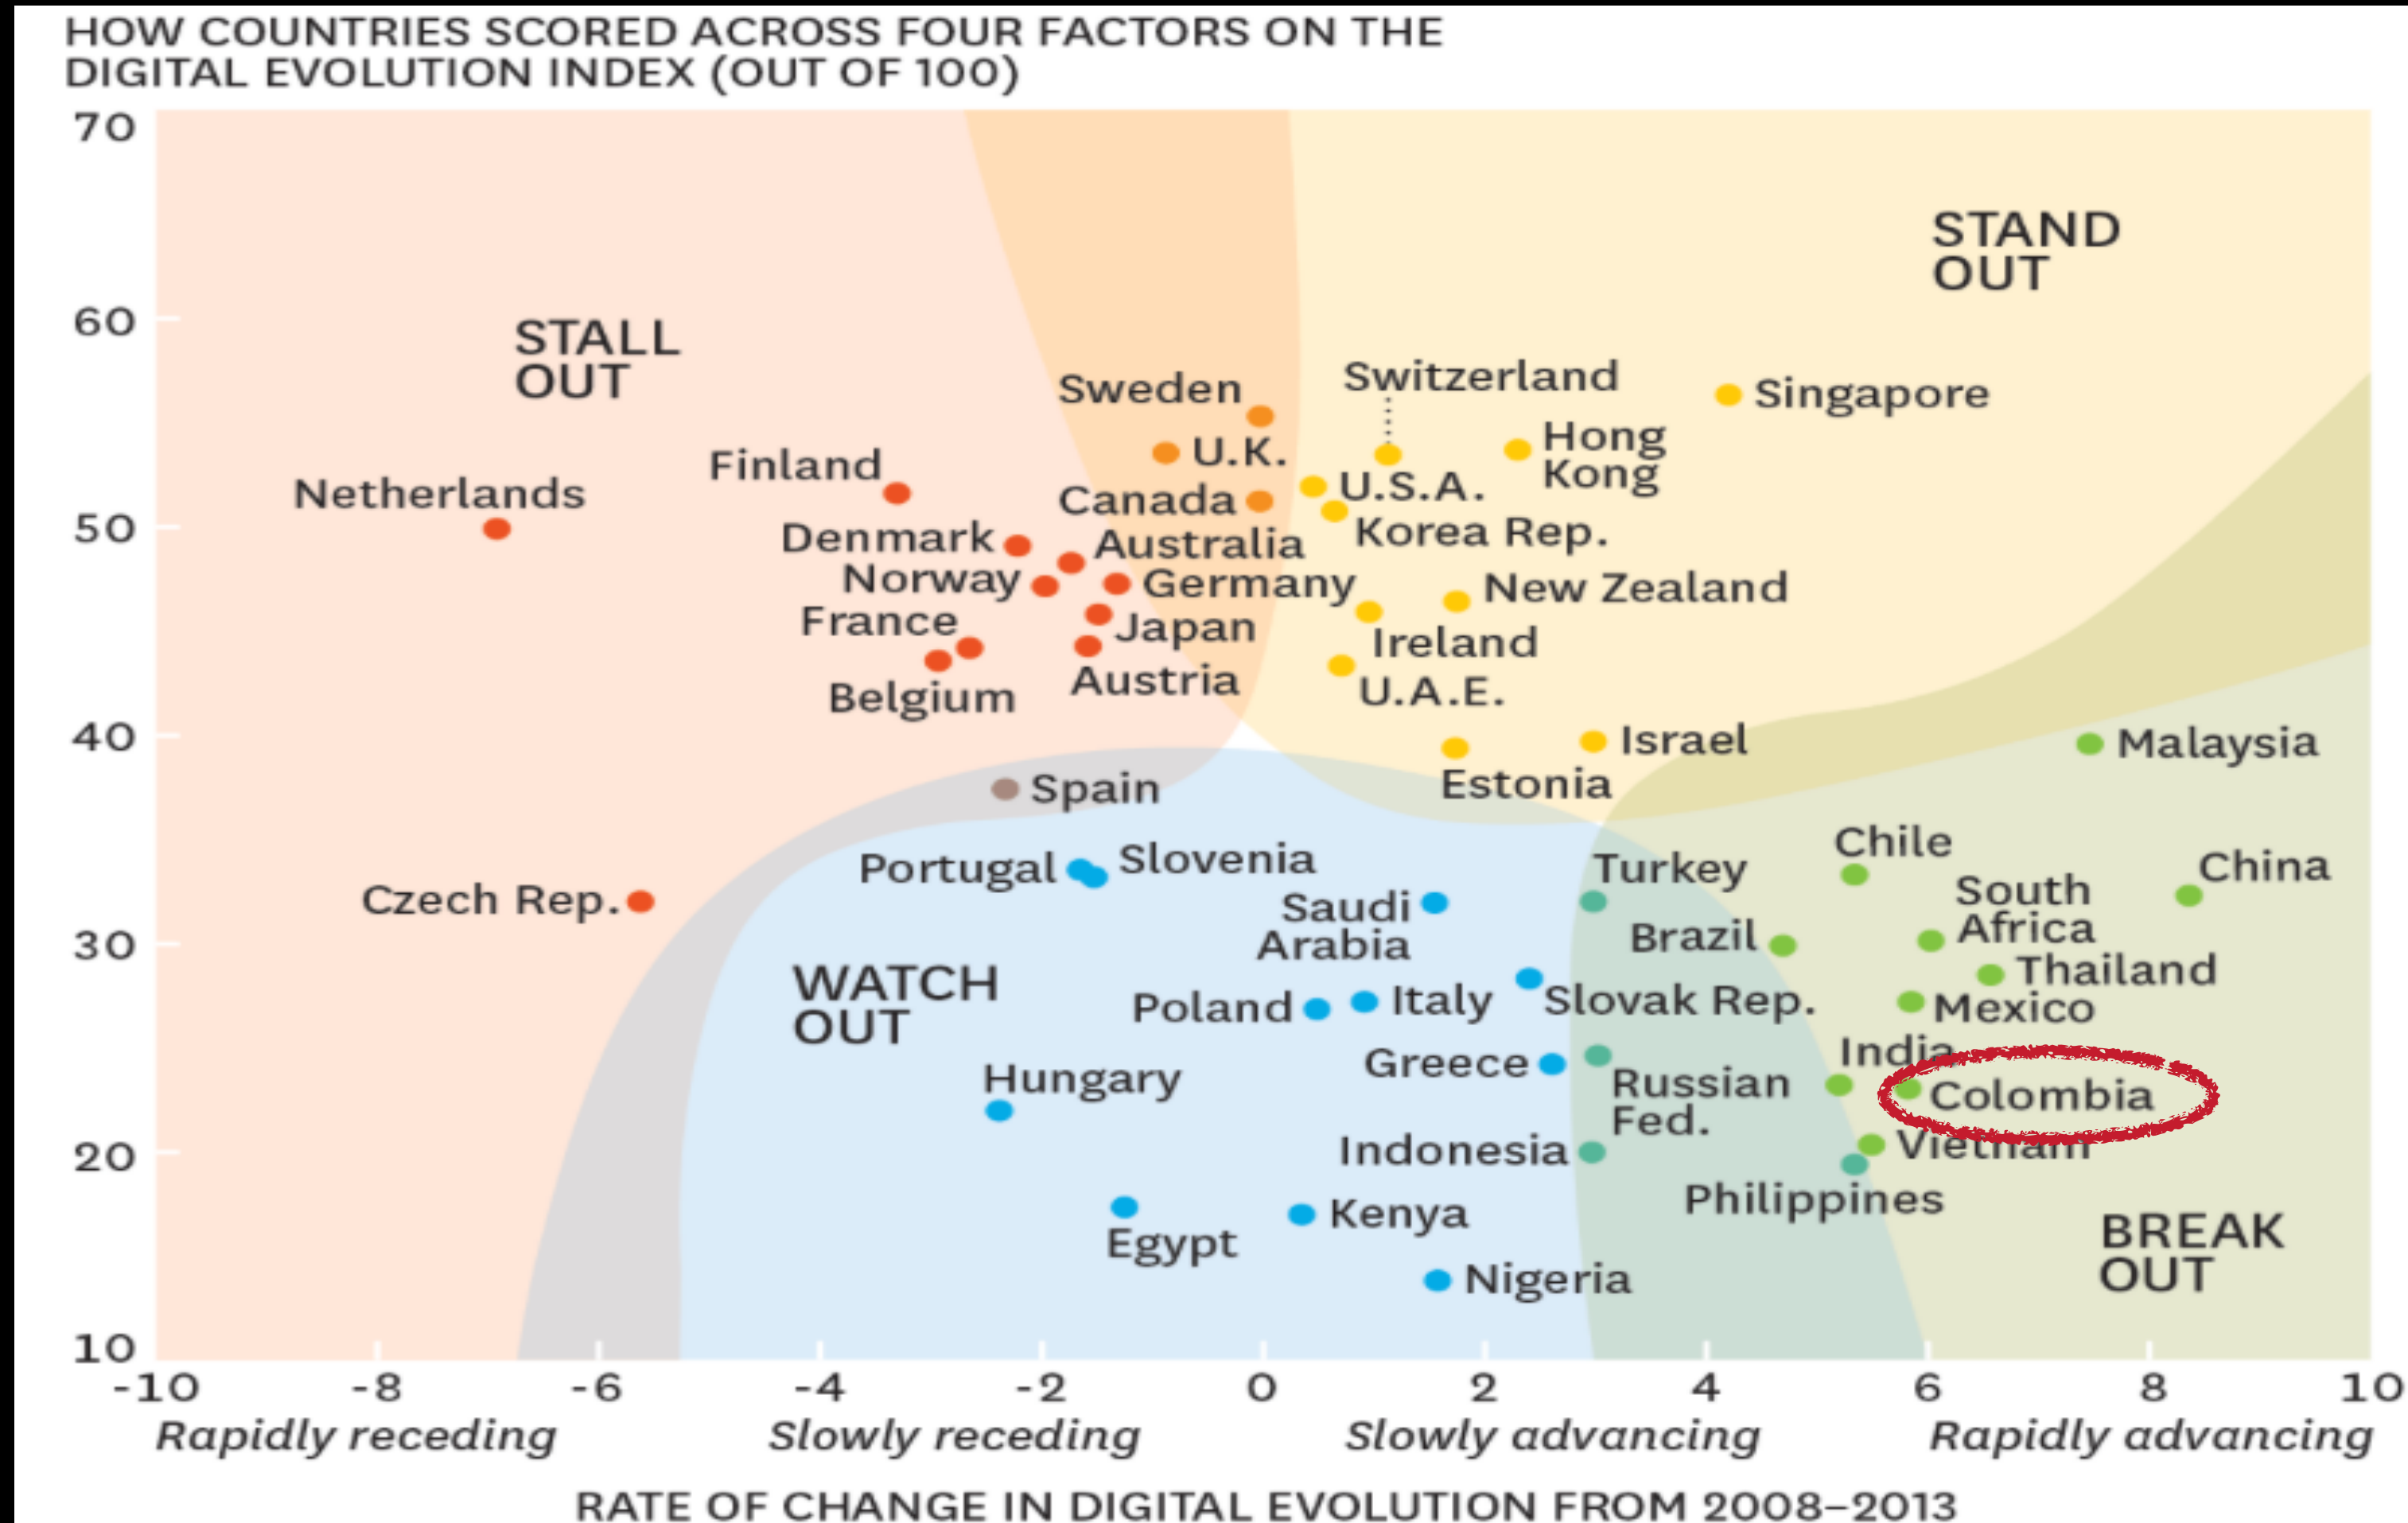 HOW COUNTRIES SCORED ACROSS FOUR FACTORS ON THE
DIGITAL EVOLUTION INDEX (OUT OF 100)
70
60
50
40
30
20
10
STALL
OUT
STAND
OUT
Sweden
Switzerland
Singapore
U.K.
Hong
Kong
Finland
Netherlands
U.S.A.
Canada
Korea Rep.
Denmark
Australia
Norway
Germany
New Zealand
France
Japan
Ireland
Belgium
Austria
U.A.E.
Israel
Malaysia
Estonia
Spain
Portugal
Slovenia
Turkey
Chile
China
Czech Rep.
Saudi
Arabia
South
Africa
Brazil
Thailand
WATCH
OUT
Poland
Italy
Slovak Rep.
Mexico
India
Greece
Hungary
Russian
Fed.
Colombia
Indonesia
Vietnam
Philippines
Egypt
Kenya
Nigeria
BREAK
OUT
-10 -8 -6 -4 -2 0 2 4 6 8 10
Rapidly receding Slowly receding Slowly advancing Rapidly advancing
RATE OF CHANGE IN DIGITAL EVOLUTION FROM 2008–2013